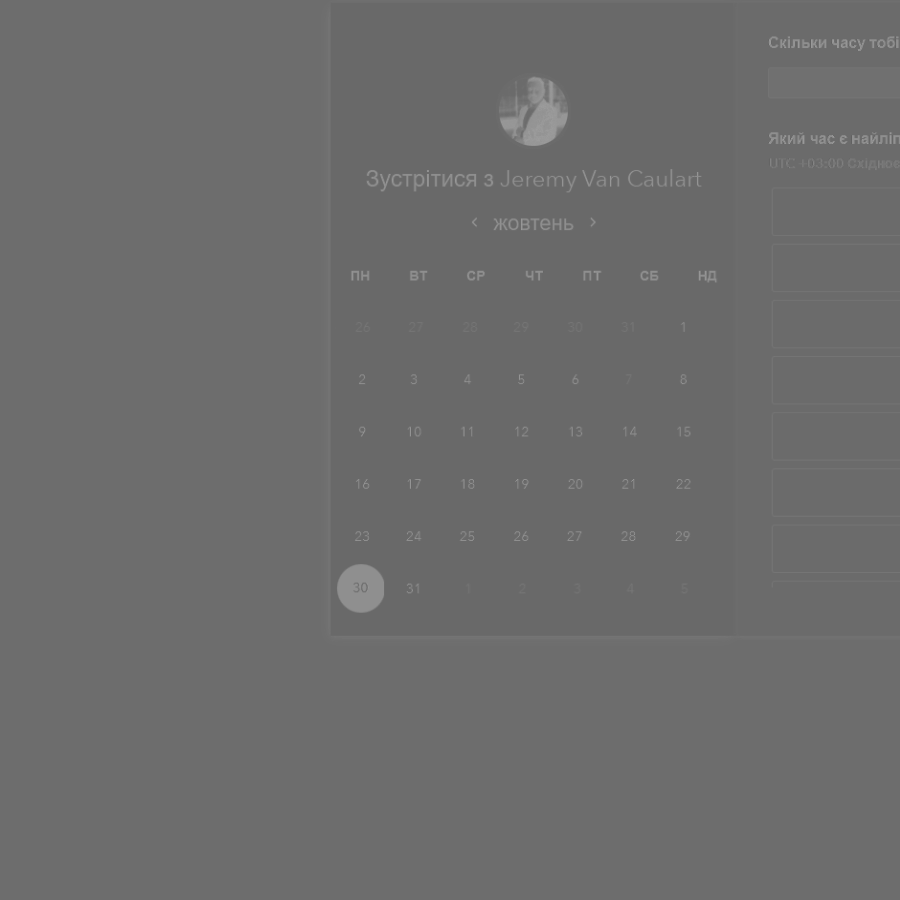 Скільки часу тобі
Який час є
UTC +03:00
Зустрітися з Jeremy Van Caulart
жовтень
ПН ВТ СР ЧТ ПТ СБ НД
26 27 28 29 30 31 1
2 3 4 5 6 7 8
9 10 11 12 13 14 15
16 17 18 19 20 21 22
23 24 25 26 27 28 29
30 31 1 2 3 4 5